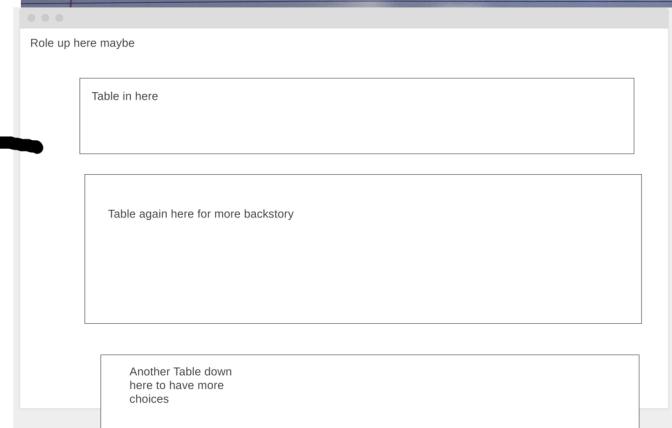 Role up here maybe
Table in here
Table again here for more backstory
Another Table down
here to have more
choices